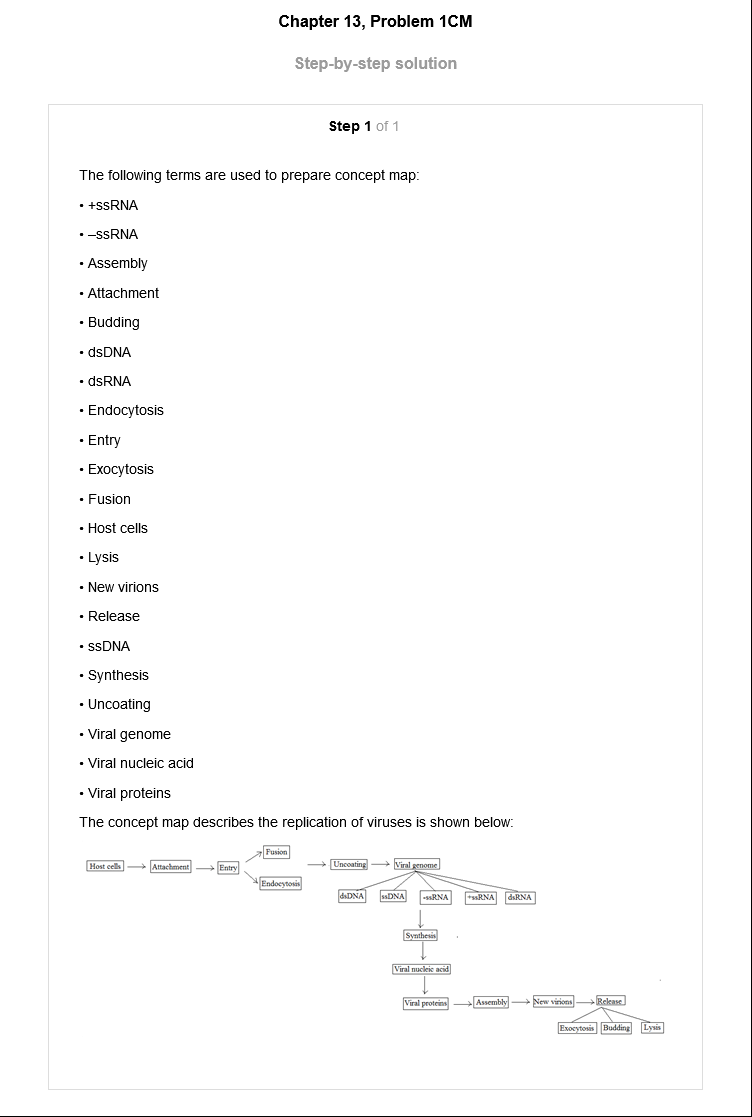 Chapter 13, Problem 1CM
Step-by-step solution
Step 1 of 1
The following terms are used to prepare concept map:
• +ssRNA
• –ssRNA
• Assembly
• Attachment
• Budding
• dsDNA
• dsRNA
• Endocytosis
• Entry
• Exocytosis
• Fusion
• Host cells
• Lysis
• New virions
• Release
• ssDNA
• Synthesis
• Uncoating
• Viral genome
• Viral nucleic acid
• Viral proteins
The concept map describes the replication of viruses is shown below:
Fusion
Host cells Attachment Entry Uncoating Viral genome
Endocytosis
dsDNA ssDNA -ssRNA +ssRNA dsRNA
Synthesis
Viral nucleic acid
Viral proteins Assembly New virions Release
Exocytosis Budding Lysis